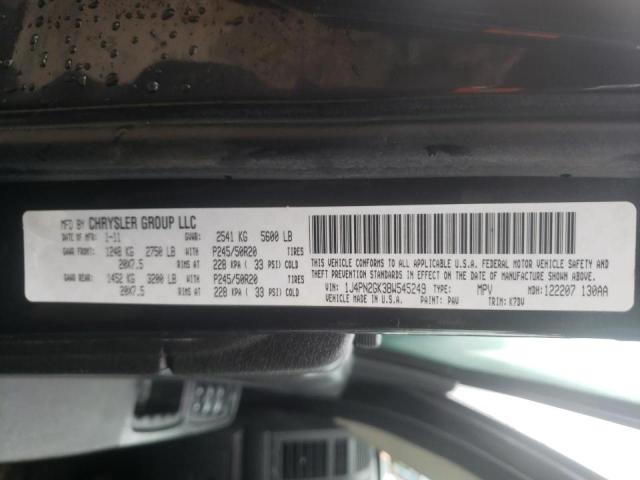 MFD BY CHRYSLER GROUP LLC
DATE OF MFR 1-11 GVWR: 2541 KG 5600 LB
GAWR FRONT: 1248 KG 2750 LB P245/50R20 TIRES
20X7.5 RIMS AT 228 KPA ( 33 PSI) COLD
GAWR REAR: 1452 KG 3200 LB P245/50R20 TIRES
20X7.5 RIMS AT 228 KPA ( 33 PSI) COLD
THIS VEHICLE CONFORMS TO ALL APPLICABLE U.S.A. FEDERAL MOTOR VEHICLE SAFETY AND
THEFT PREVENTION STANDARDS IN EFFECT ON THE DATE OF MANUFACTURE SHOWN ABOVE.
VIN: 1J4PN2GK3BW545249 TYPE: MPV MDH: 122207 130AA
VEHICLE MADE IN U.S.A. PAINT: PAU TRIM: K7DV